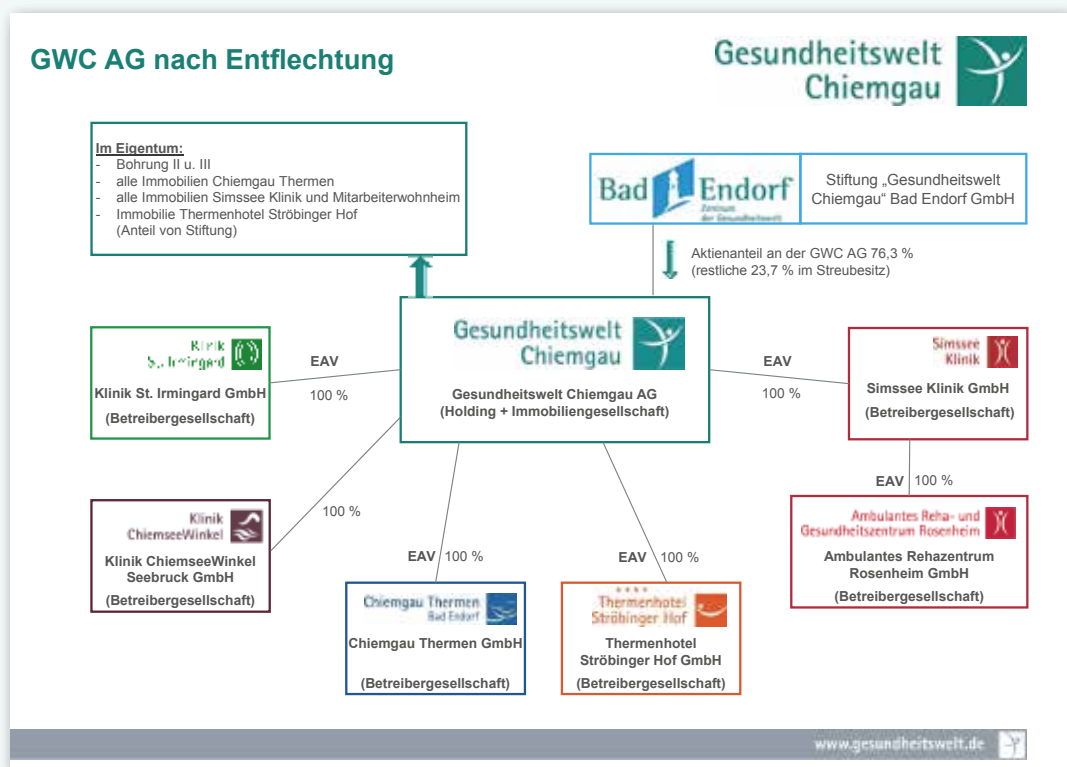 GWC AG nach Entflechtung
Gesundheitswelt
Chiemgau
Im Eigentum:
- Bohrung II u. III
- alle Immobilien Chiemgau Thermen
- alle Immobilien Simssee Klinik und Mitarbeiterwohnheim
- Immobilie Thermenhotel Ströbinger Hof
(Anteil von Stiftung)
Bad Endorf
Zentrum
der Gesundheitswelt
Stiftung „Gesundheitswelt
Chiemgau“ Bad Endorf GmbH
Aktienanteil an der GWC AG 76,3 %
(restliche 23,7 % im Streubesitz)
Gesundheitswelt
Chiemgau
Gesundheitswelt Chiemgau AG
(Holding + Immobiliengesellschaft)
Klinik
St. Irmingard
Klinik St. Irmingard GmbH
(Betreibergesellschaft)
EAV
100 %
EAV
100 %
Simssee
Klinik
Simssee Klinik GmbH
(Betreibergesellschaft)
EAV 100 %
Klinik
ChiemseeWinkel
Klinik ChiemseeWinkel
Seebruck GmbH
(Betreibergesellschaft)
100 %
Ambulantes Reha- und
Gesundheitszentrum Rosenheim
Ambulantes Rehazentrum
Rosenheim GmbH
(Betreibergesellschaft)
EAV 100 %
EAV 100 %
Chiemgau Thermen
Bad Endorf
Chiemgau Thermen GmbH
(Betreibergesellschaft)
Thermenhotel
Ströbinger Hof
Thermenhotel
Ströbinger Hof GmbH
(Betreibergesellschaft)
www.gesundheitswelt.de